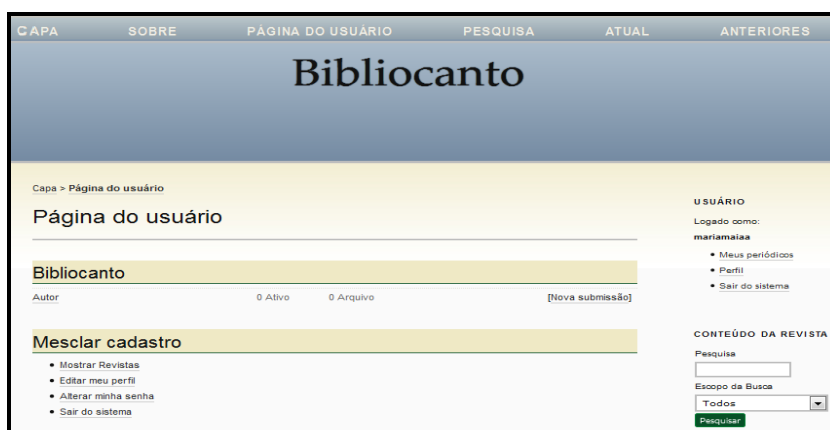 CAPA SOBRE PÁGINA DO USUÁRIO PESQUISA ATUAL ANTERIORES
Bibliocanto
Capa > Página do usuário
Página do usuário
Bibliocanto
Autor 0 Ativo 0 Arquivo [Nova submissão]
Mesclar cadastro
Mostrar Revistas
Editar meu perfil
Alterar minha senha
Sair do sistema
USUÁRIO
Logado como:
mariamaiaa
Meus periódicos
Perfil
Sair do sistema
CONTEÚDO DA REVISTA
Pesquisa
Escopo da Busca
Todos
Pesquisar